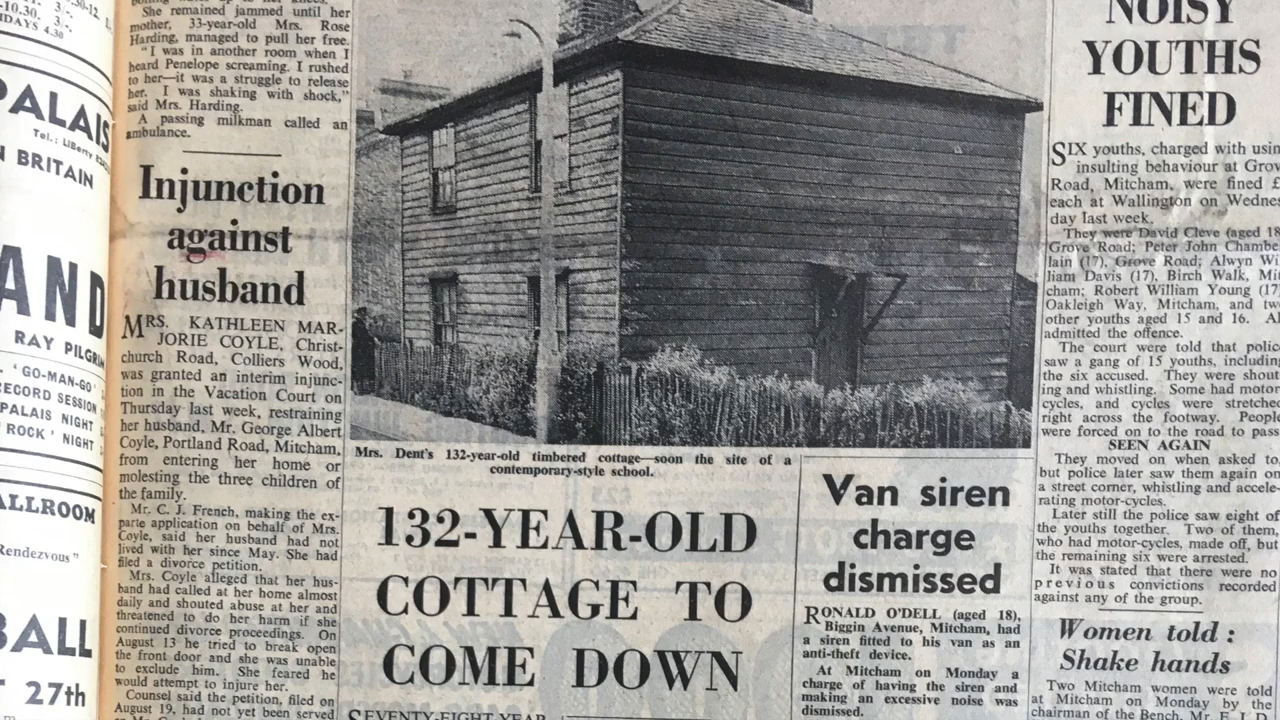 -10.30. 3/-
IDAYS 4.30
PALAIS
Tel.: LIBerty
BRITAIN
AND
RAY PILGRI
'GO-MAN-GO'
RECORD SESSION
PALAIS NIGHT
ROCK' NIGHT
ALLROOM
Rendezvous"
BALL
27th
She remained jammed until her
mother, 33-year-old Mrs. Rose
Harding, managed to pull her free.
"I was in another room when I
heard Penelope screaming. I rushed
to her—it was a struggle to release
her. I was shaking with shock,"
said Mrs. Harding.
A passing milkman called an
ambulance.
Injunction
against
husband
MRS. KATHLEEN MAR-
JORIE COYLE, Christ-
church Road, Colliers Wood,
was granted an interim injunc-
tion in the Vacation Court on
Thursday last week, restraining
her husband, Mr. George Albert
Coyle, Portland Road, Mitcham,
from entering her home or
molesting the three children of
the family.
Mr. C. J. French, making the ex-
parte application on behalf of Mrs.
Coyle, said her husband had not
lived with her since May. She had
filed a divorce petition.
Mrs. Coyle alleged that her hus-
band had called at her home almost
daily and shouted abuse at her and
threatened to do her harm if she
continued divorce proceedings. On
August 13 he tried to break open
the front door and she was unable
to exclude him. She feared he
would attempt to injure her.
Counsel said the petition, filed on
August 19, had not yet been served
Mrs. Dent's 132-year-old timbered cottage—soon the site of a
contemporary-style school.
132-YEAR-OLD
COTTAGE TO
COME DOWN
SEVENTY-EIGHT-YEAR-
Van siren
charge
dismissed
RONALD O'DELL (aged 18),
Biggin Avenue, Mitcham, had
a siren fitted to his van as an
anti-theft device.
At Mitcham on Monday a
charge of having the siren and
making an excessive noise was
dismissed.
NOISY
YOUTHS
FINED
SIX youths, charged with usin
insulting behaviour at Grov
Road, Mitcham, were fined £
each at Wallington on Wednes
day last week.
They were David Cleve (aged 18
Grove Road; Peter John Chambe
lain (17), Grove Road; Alwyn Wi
liam Davis (17), Birch Walk, Mit
cham; Robert William Young (17
Oakleigh Way, Mitcham, and tw
other youths aged 15 and 16. Al
admitted the offence.
The court were told that polic
saw a gang of 15 youths, including
the six accused. They were shout
ing and whistling. Some had motor
cycles, and cycles were stretched
right across the footway. People
were forced on to the road to pass
SEEN AGAIN
They moved on when asked to,
but police later saw them again on
a street corner, whistling and accele-
rating motor-cycles.
Later still the police saw eight of
the youths together. Two of them,
who had motor-cycles, made off, but
the remaining six were arrested.
It was stated that there were no
previous convictions recorded
against any of the group.
Women told :
Shake hands
Two Mitcham women were told
at Mitcham on Monday by the
chairman of the Bench,